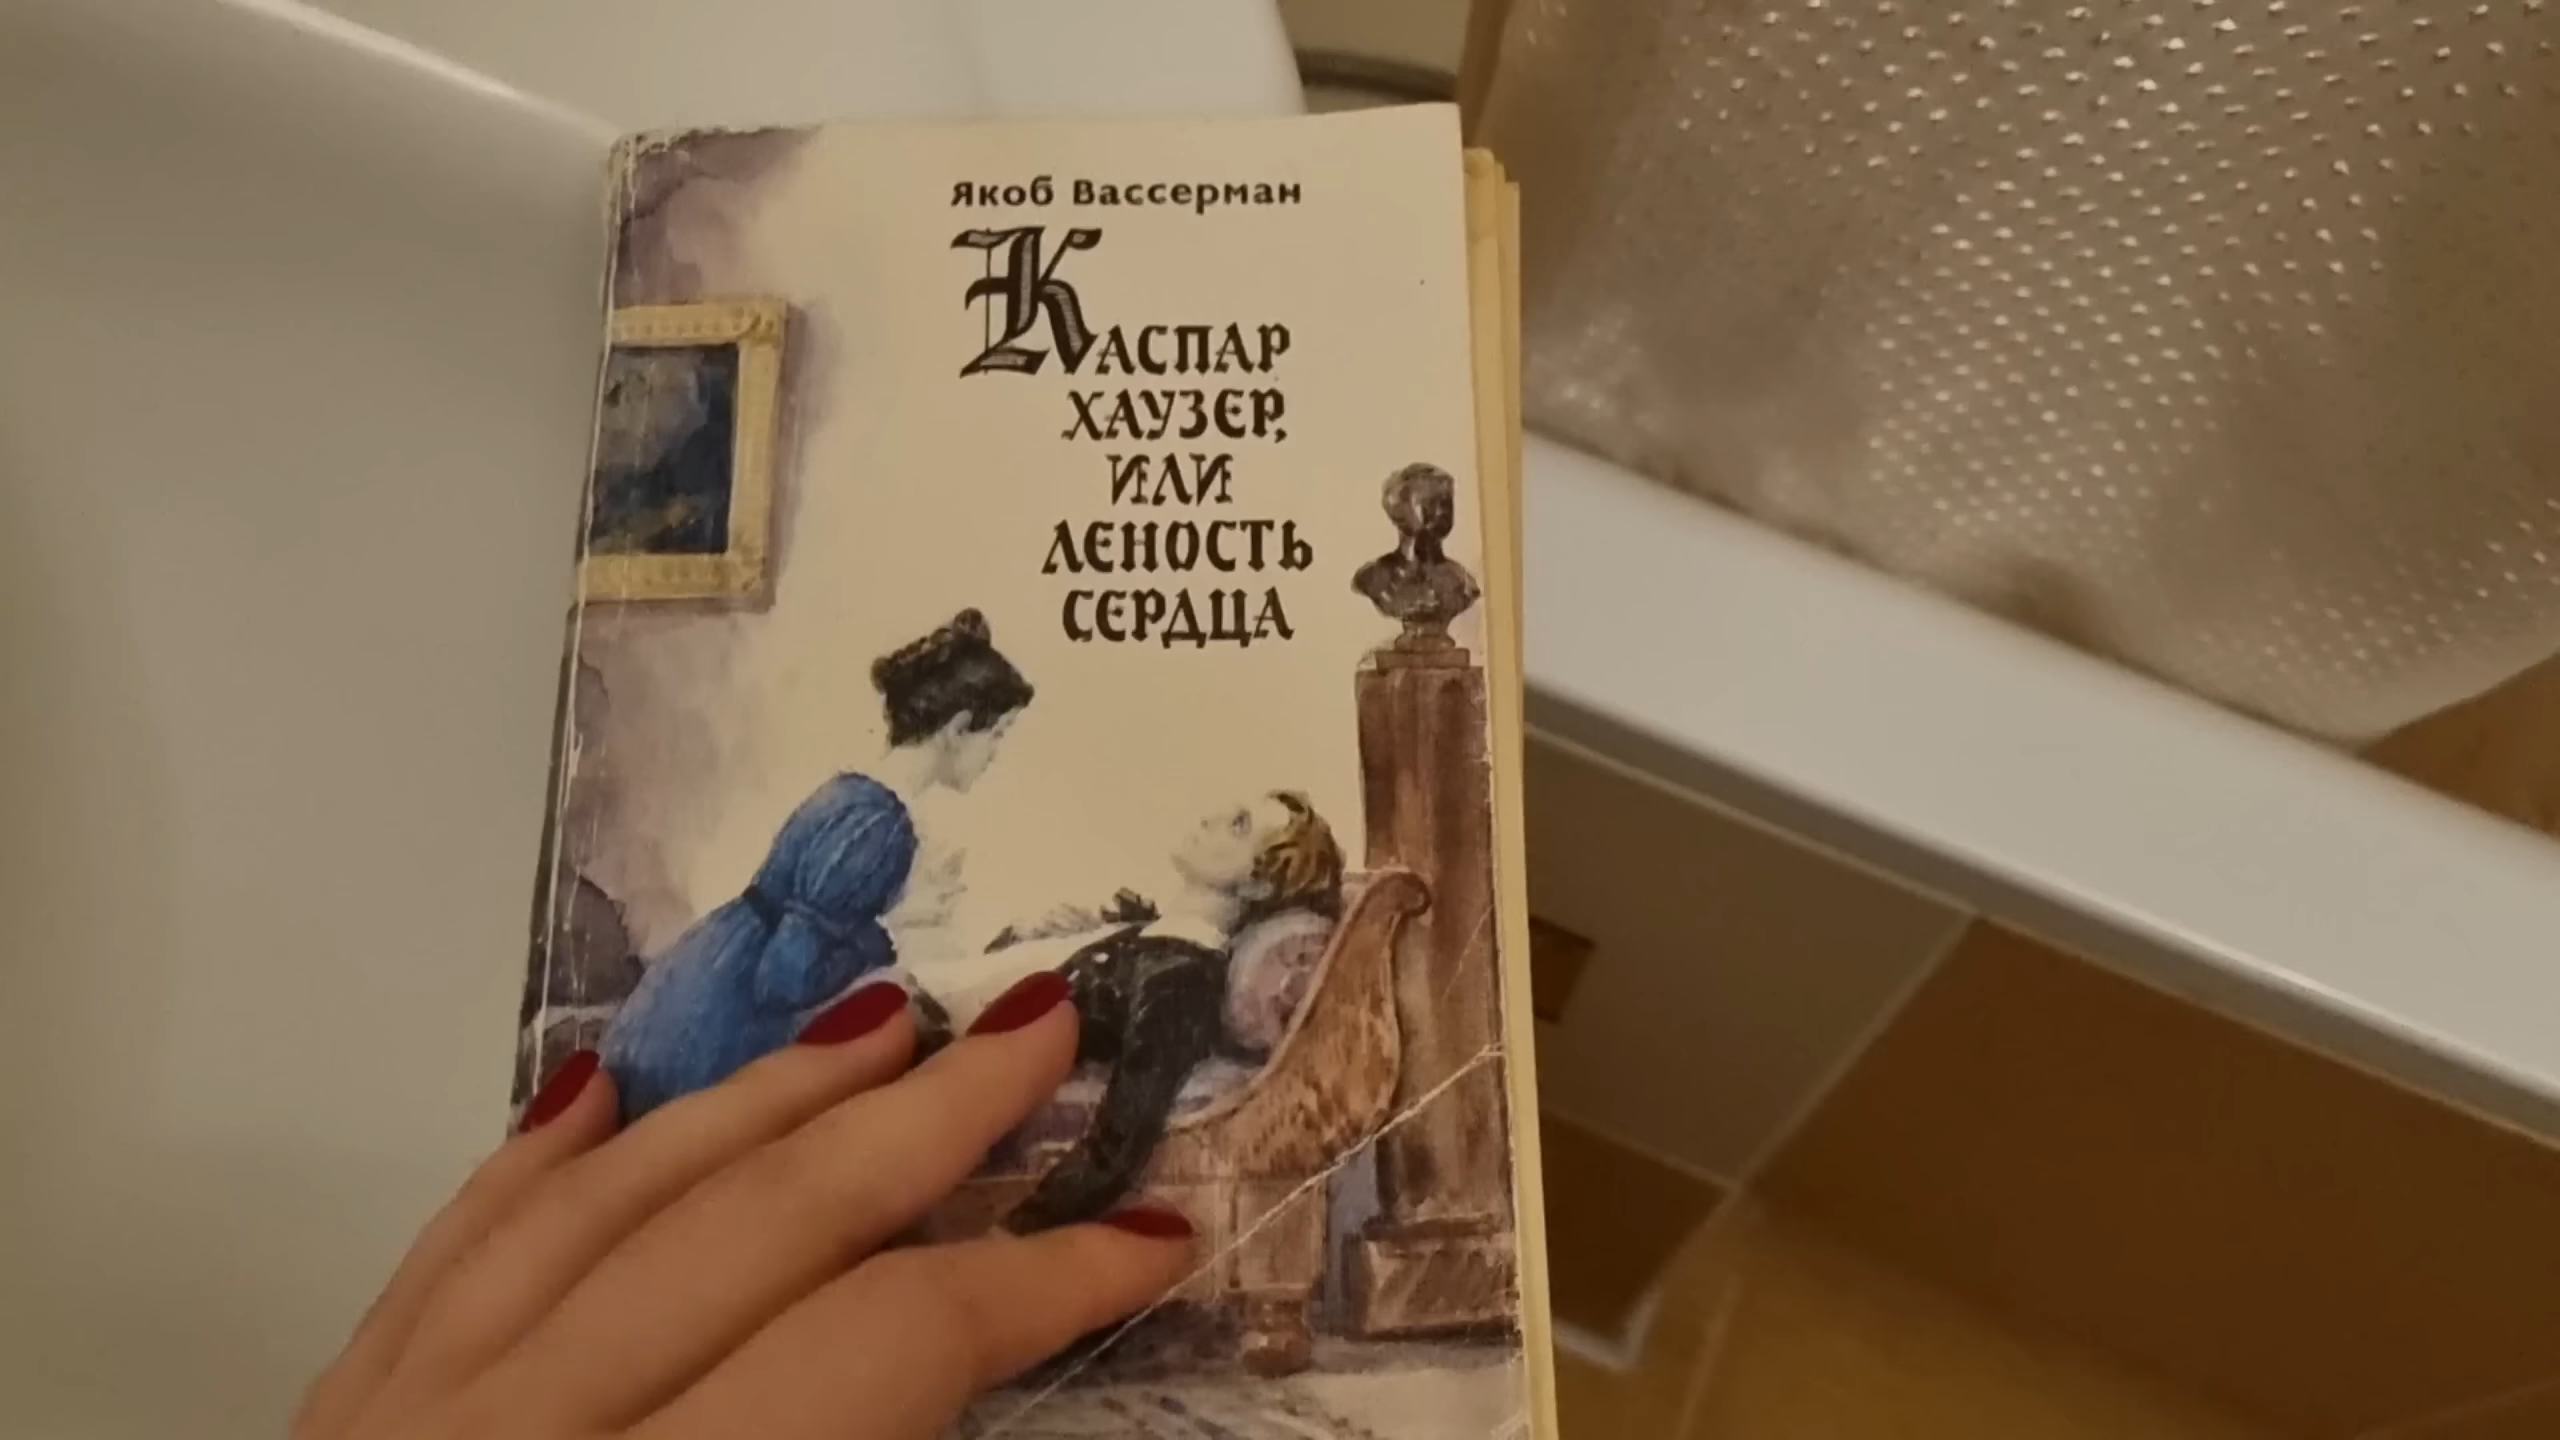 Якоб Вассерман
КАСПАР
ХАУЗЕР,
ИЛИ
ЛЕНОСТЬ
СЕРДЦА